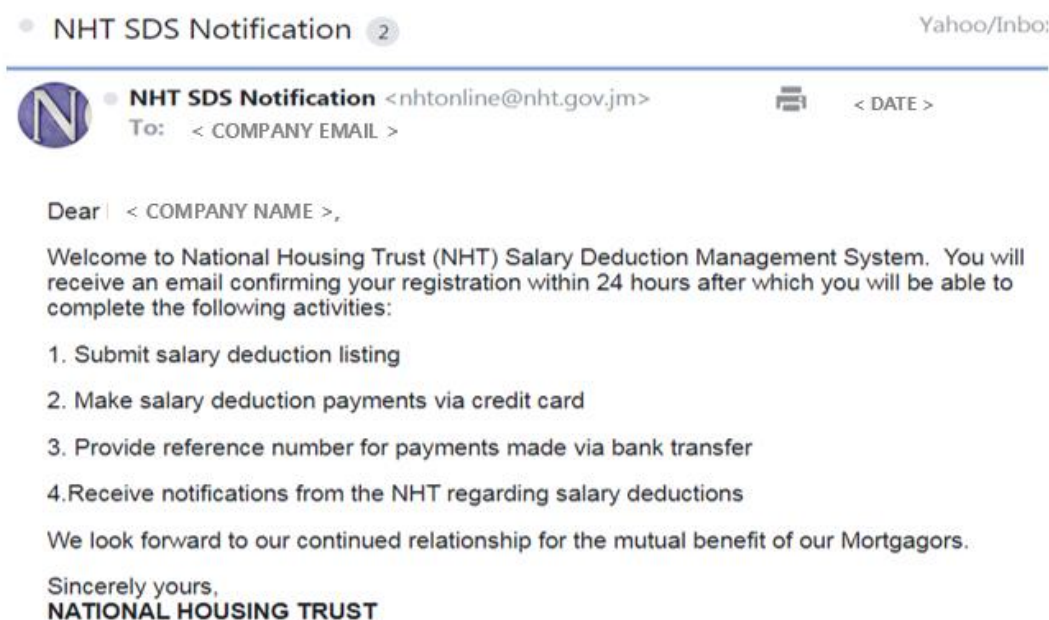 NHT SDS Notification 2
Yahoo/Inbo
N
NHT SDS Notification <nhtonline@nht.gov.jm>
< DATE >
To: < COMPANY EMAIL >
Dear < COMPANY NAME >,
Welcome to National Housing Trust (NHT) Salary Deduction Management System. You will
receive an email confirming your registration within 24 hours after which you will be able to
complete the following activities:
1. Submit salary deduction listing
2. Make salary deduction payments via credit card
3. Provide reference number for payments made via bank transfer
4.Receive notifications from the NHT regarding salary deductions
We look forward to our continued relationship for the mutual benefit of our Mortgagors.
Sincerely yours,
NATIONAL HOUSING TRUST